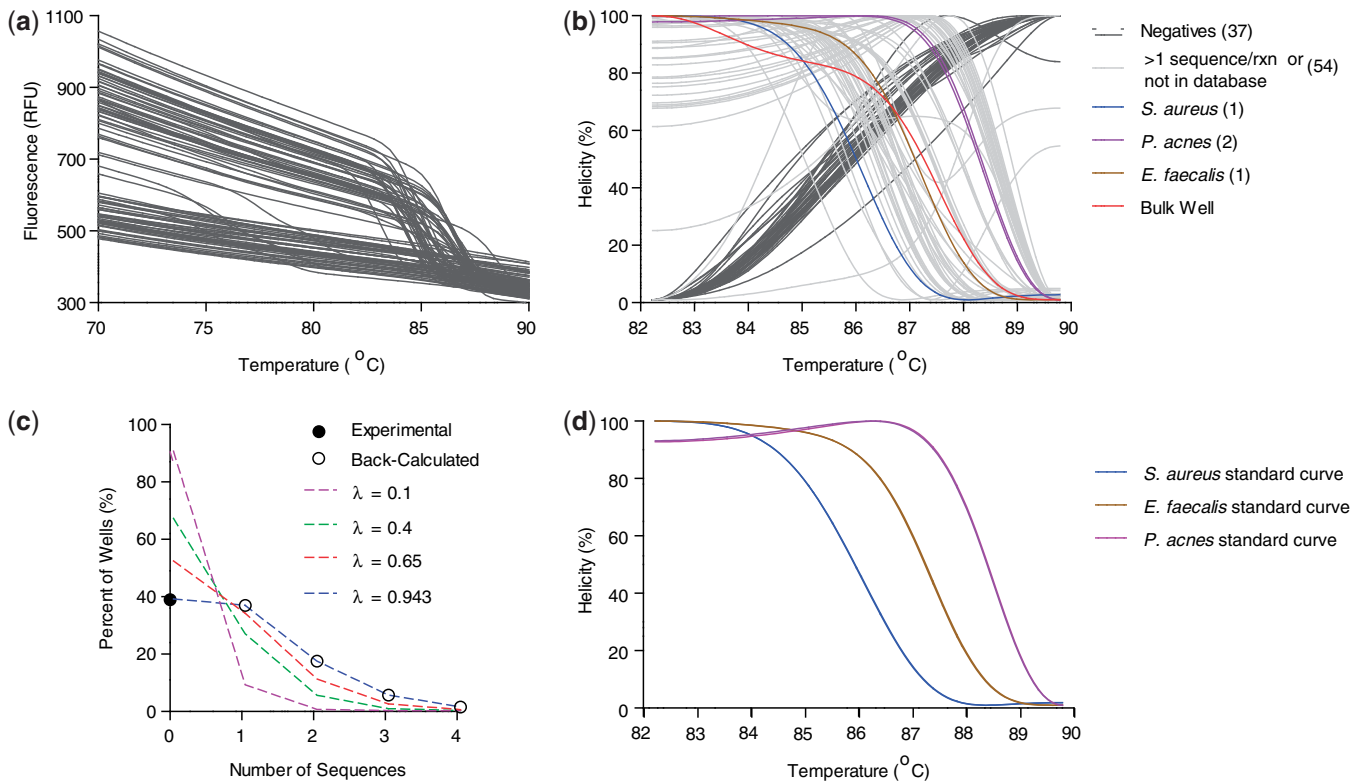 (a)
1100
900
700
500
300
Fluorescence (RFU)
70
75
80
85
90
Temperature ( °C)
(b)
100
80
60
40
20
0
Helicity (%)
82
83
84
85
86
87
88
89
90
Temperature ( °C)
Negatives (37)
>1 sequence/rxn or (54)
not in database
S. aureus (1)
P. acnes (2)
E. faecalis (1)
Bulk Well
(c)
100
80
60
40
20
0
Percent of Wells (%)
0
1
2
3
4
Number of Sequences
Experimental
Back-Calculated
λ = 0.1
λ = 0.4
λ = 0.65
λ = 0.943
(d)
100
80
60
40
20
0
Helicity (%)
82
83
84
85
86
87
88
89
90
Temperature ( °C)
S. aureus standard curve
E. faecalis standard curve
P. acnes standard curve